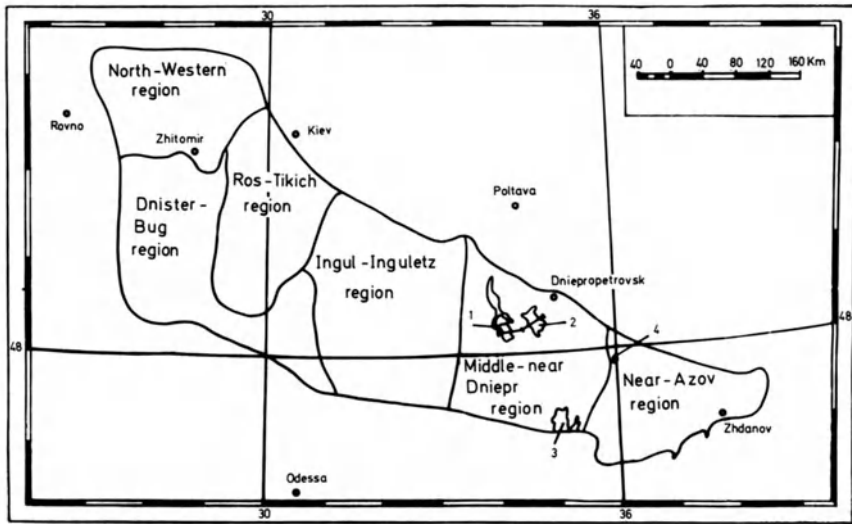 30
36
40 0 40 80 120 160 Km
North-Western
region
Rovno
Zhitomir
Kiev
Ros-Tikich
region
Dnister-
Bug
region
Poltava
Ingul-Inguletz
region
Dniepropetrovsk
1
2
4
48
48
Middle-near
Dniepr
region
Near-Azov
region
Zhdanov
3
Odessa
30
36